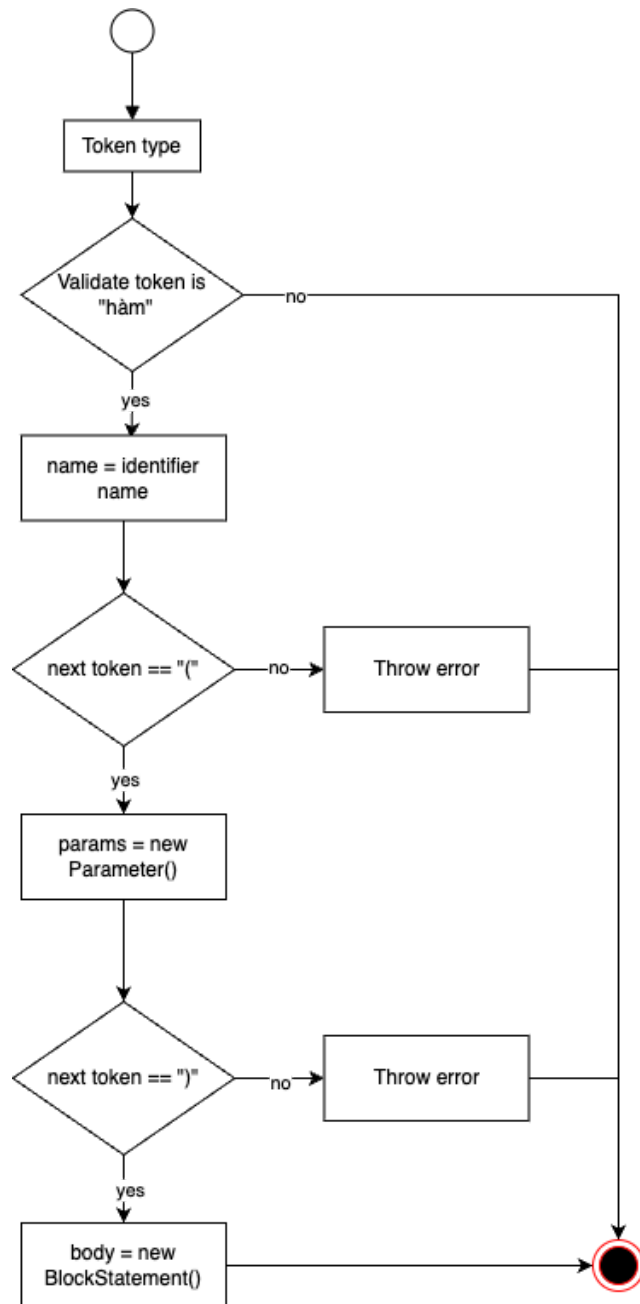 Token type
Validate token is
"hàm"
no
yes
name = identifier
name
next token == "("
no
Throw error
yes
params = new
Parameter()
next token == ")"
no
Throw error
yes
body = new
BlockStatement()